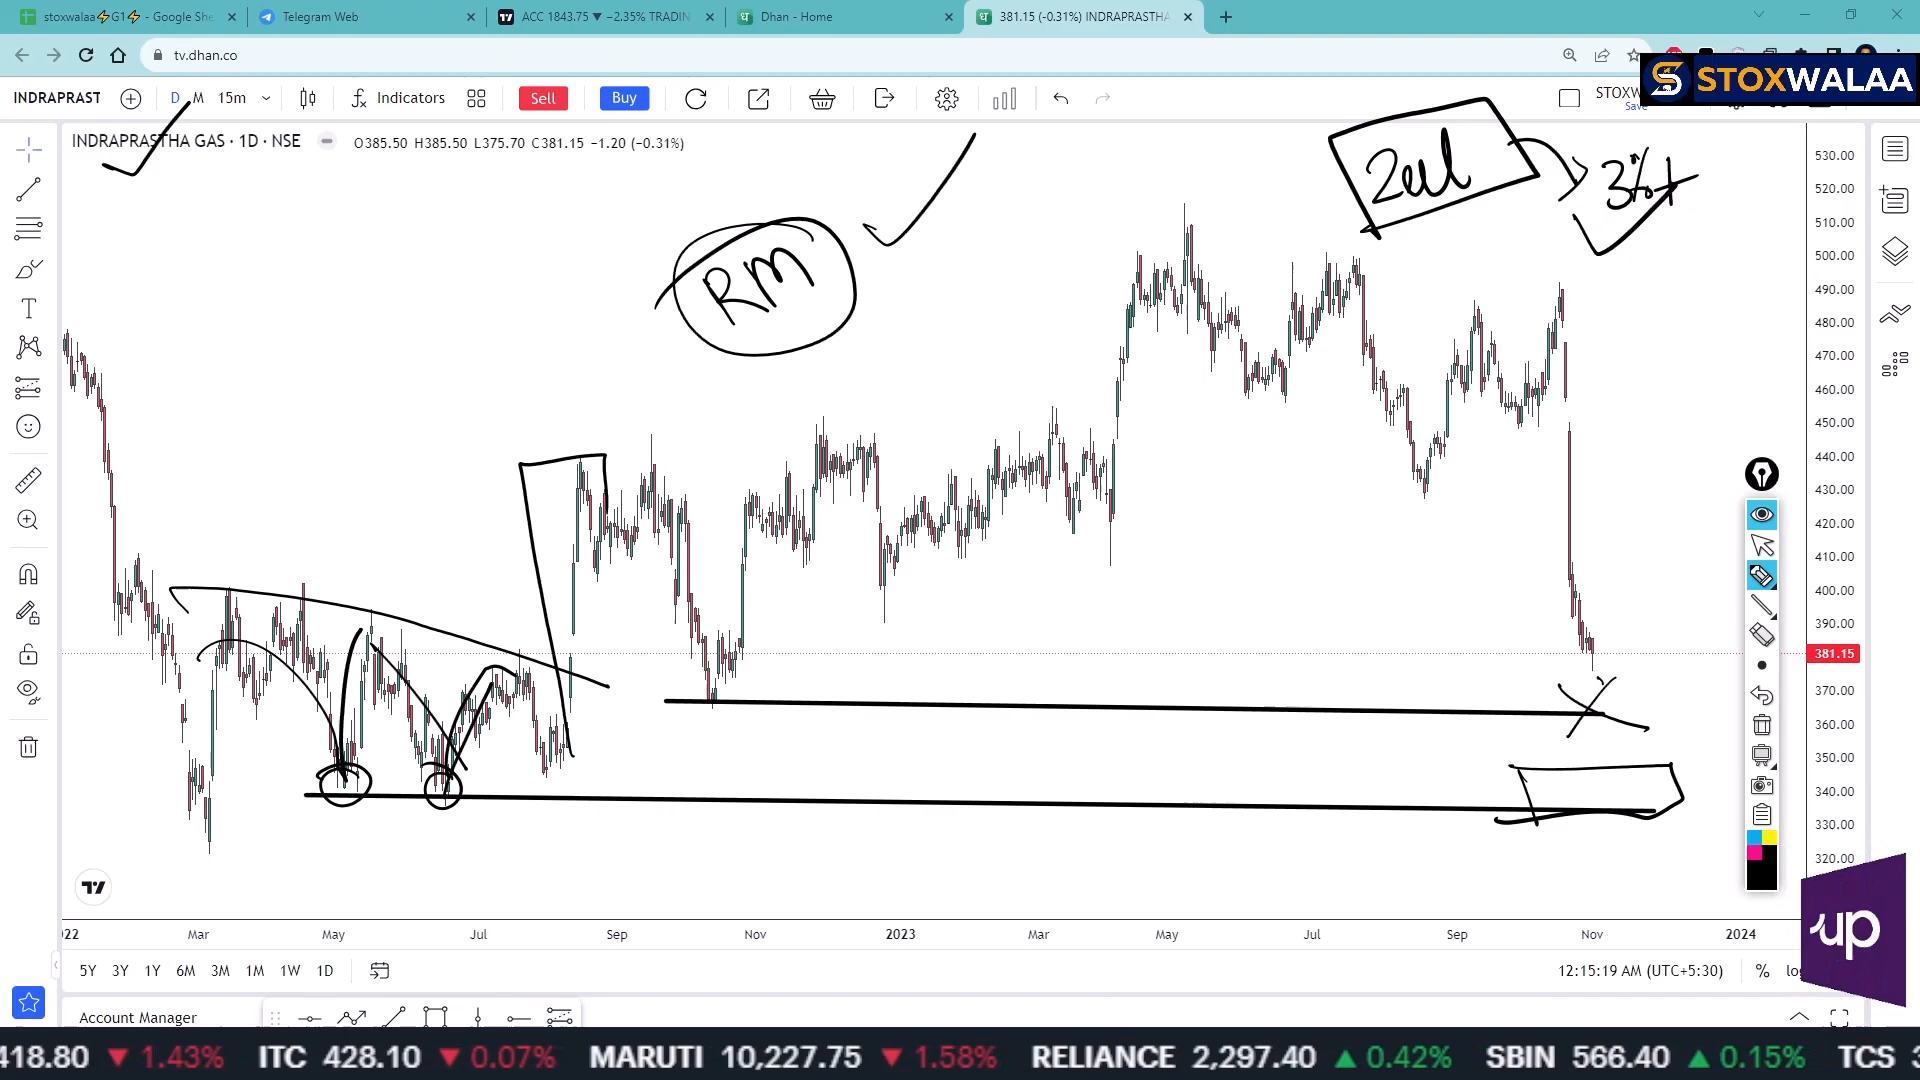 stoxwalaa⚡G1⚡ - Google She
Telegram Web
ACC 1843.75 ▼ −2.35% TRADIN
Dhan - Home
381.15 (-0.31%) INDRAPRASTHA
tv.dhan.co
STOXWALAA
INDRAPRAST
D
M
15m
Indicators
Sell
Buy
STOXW
Save
INDRAPRASTHA GAS · 1D · NSE
O385.50 H385.50 L375.70 C381.15 −1.20 (−0.31%)
RM
3%+
530.00
520.00
510.00
500.00
490.00
480.00
470.00
460.00
450.00
440.00
430.00
420.00
410.00
400.00
390.00
381.15
370.00
360.00
350.00
340.00
330.00
320.00
2022 Mar May Jul Sep Nov 2023 Mar May Jul Sep Nov 2024
5Y 3Y 1Y 6M 3M 1M 1W 1D
12:15:19 AM (UTC+5:30)
%
log
up
Account Manager
418.80 ▼ 1.43% ITC 428.10 ▼ 0.07% MARUTI 10,227.75 ▼ 1.58% RELIANCE 2,297.40 ▲ 0.42% SBIN 566.40 ▲ 0.15% TCS 3